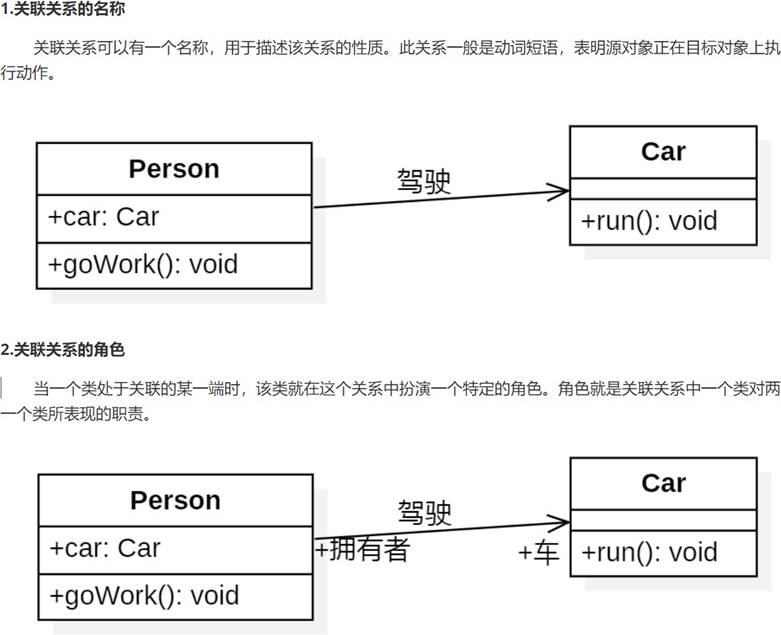 1.关联关系的名称
关联关系可以有一个名称，用于描述该关系的性质。此关系一般是动词短语，表明源对象正在目标对象上执
行动作。
Person
+car: Car
+goWork(): void
驾驶
Car
+run(): void
2.关联关系的角色
当一个类处于关联的某一端时，该类就在这个关系中扮演一个特定的角色。角色就是关联关系中一个类对两
一个类所表现的职责。
Person
+car: Car
+goWork(): void
驾驶
+拥有者
+车
Car
+run(): void